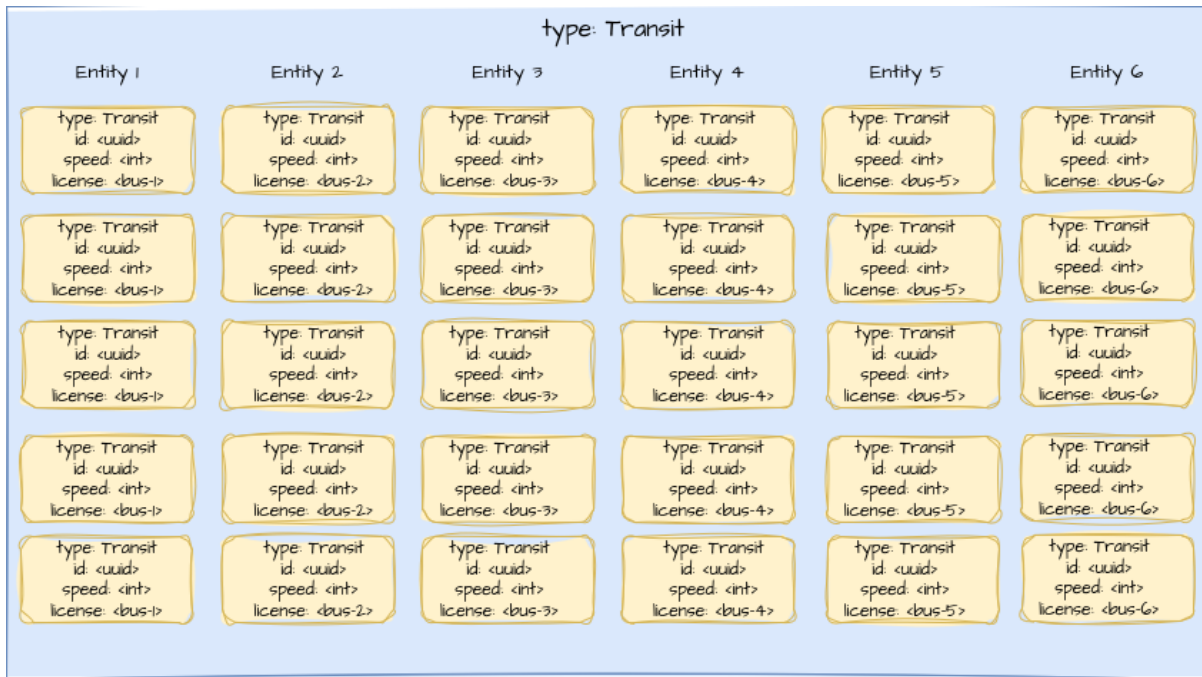 type: Transit
Entity 1
Entity 2
Entity 3
Entity 4
Entity 5
Entity 6
type: Transit
id: <uuid>
speed: <int>
license: <bus-1>
type: Transit
id: <uuid>
speed: <int>
license: <bus-2>
type: Transit
id: <uuid>
speed: <int>
license: <bus-3>
type: Transit
id: <uuid>
speed: <int>
license: <bus-4>
type: Transit
id: <uuid>
speed: <int>
license: <bus-5>
type: Transit
id: <uuid>
speed: <int>
license: <bus-6>
type: Transit
id: <uuid>
speed: <int>
license: <bus-1>
type: Transit
id: <uuid>
speed: <int>
license: <bus-2>
type: Transit
id: <uuid>
speed: <int>
license: <bus-3>
type: Transit
id: <uuid>
speed: <int>
license: <bus-4>
type: Transit
id: <uuid>
speed: <int>
license: <bus-5>
type: Transit
id: <uuid>
speed: <int>
license: <bus-6>
type: Transit
id: <uuid>
speed: <int>
license: <bus-1>
type: Transit
id: <uuid>
speed: <int>
license: <bus-2>
type: Transit
id: <uuid>
speed: <int>
license: <bus-3>
type: Transit
id: <uuid>
speed: <int>
license: <bus-4>
type: Transit
id: <uuid>
speed: <int>
license: <bus-5>
type: Transit
id: <uuid>
speed: <int>
license: <bus-6>
type: Transit
id: <uuid>
speed: <int>
license: <bus-1>
type: Transit
id: <uuid>
speed: <int>
license: <bus-2>
type: Transit
id: <uuid>
speed: <int>
license: <bus-3>
type: Transit
id: <uuid>
speed: <int>
license: <bus-4>
type: Transit
id: <uuid>
speed: <int>
license: <bus-5>
type: Transit
id: <uuid>
speed: <int>
license: <bus-6>
type: Transit
id: <uuid>
speed: <int>
license: <bus-1>
type: Transit
id: <uuid>
speed: <int>
license: <bus-2>
type: Transit
id: <uuid>
speed: <int>
license: <bus-3>
type: Transit
id: <uuid>
speed: <int>
license: <bus-4>
type: Transit
id: <uuid>
speed: <int>
license: <bus-5>
type: Transit
id: <uuid>
speed: <int>
license: <bus-6>